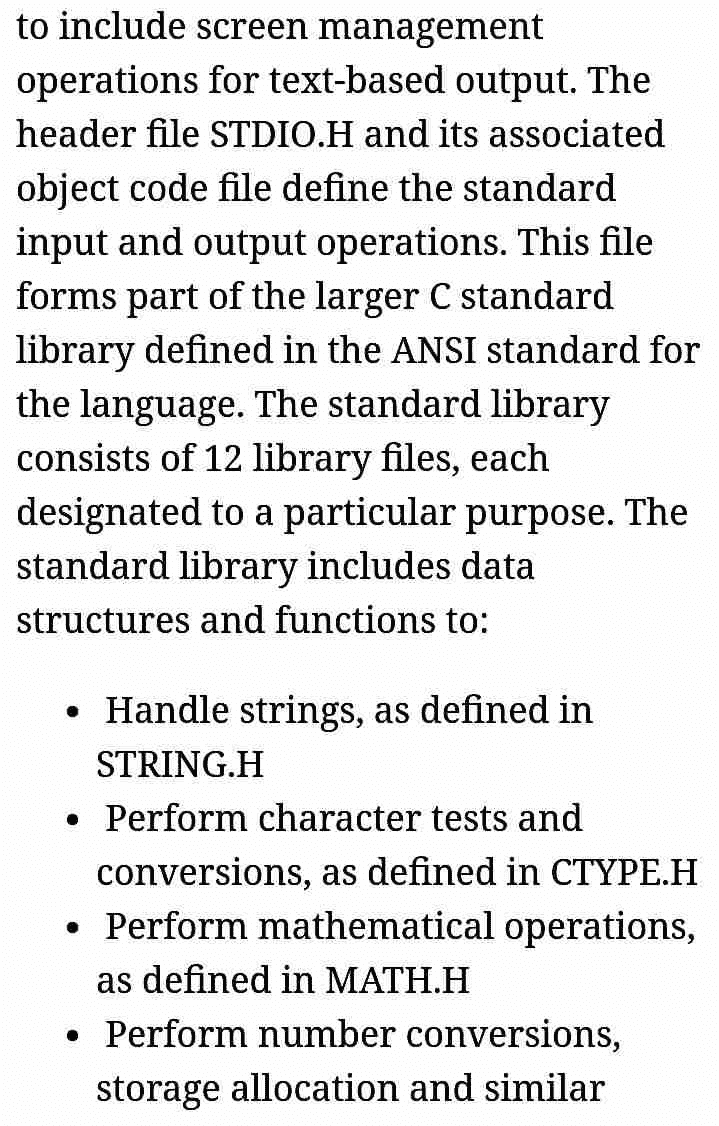 to include screen management
operations for text-based output. The
header file STDIO.H and its associated
object code file define the standard
input and output operations. This file
forms part of the larger C standard
library defined in the ANSI standard for
the language. The standard library
consists of 12 library files, each
designated to a particular purpose. The
standard library includes data
structures and functions to:
• Handle strings, as defined in
STRING.H
• Perform character tests and
conversions, as defined in CTYPE.H
• Perform mathematical operations,
as defined in MATH.H
• Perform number conversions,
storage allocation and similar